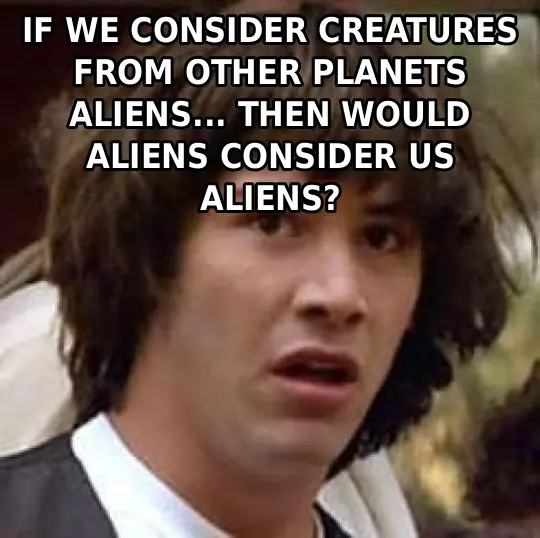 IF WE CONSIDER CREATURES
FROM OTHER PLANETS
ALIENS... THEN WOULD
ALIENS CONSIDER US
ALIENS?